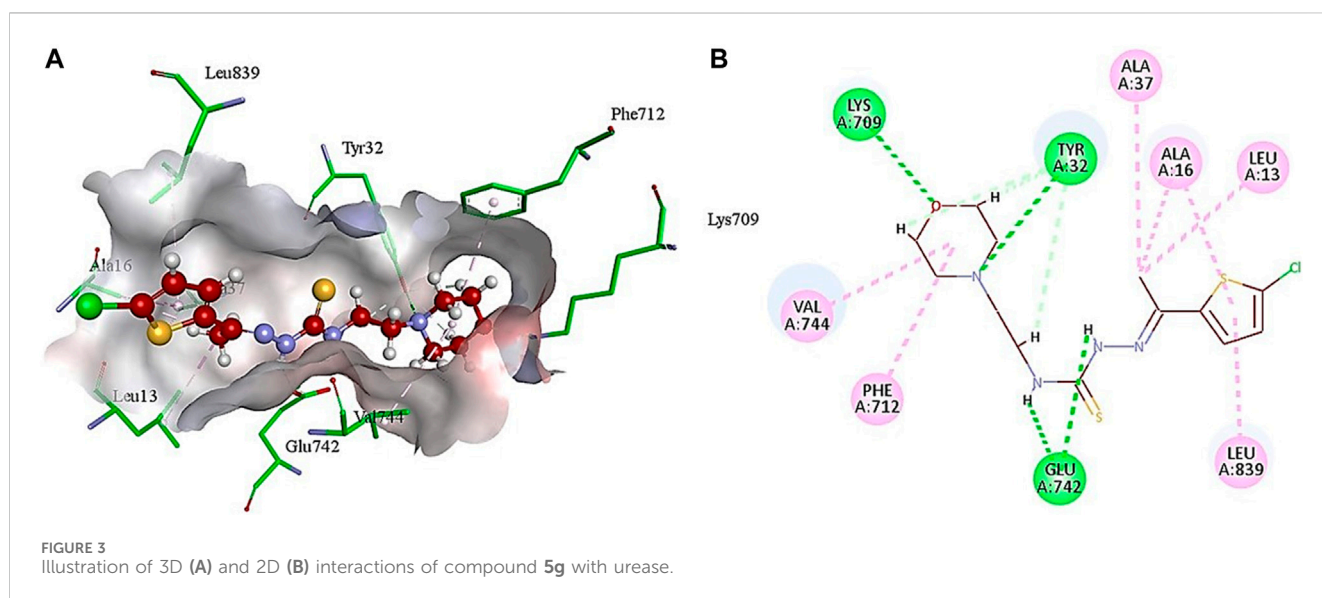 A
Leu839
Phe712
Tyr32
Lys709
Ala16
Leu13
Glu742
Val744
B
ALA
A:37
LYS
A:709
TYR
A:32
ALA
A:16
LEU
A:13
O
H
H
N
S
Cl
VAL
A:744
H
H
N
N
N
H
S
PHE
A:712
GLU
A:742
LEU
A:839
FIGURE 3
Illustration of 3D (A) and 2D (B) interactions of compound 5g with urease.